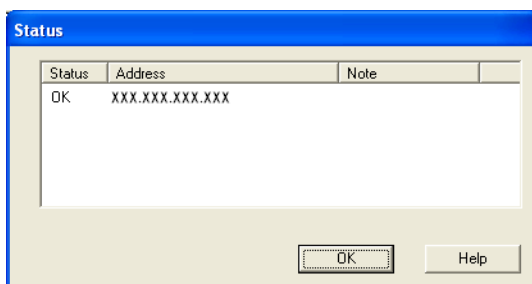 Status
Status Address Note
OK XXX.XXX.XXX.XXX
OK Help